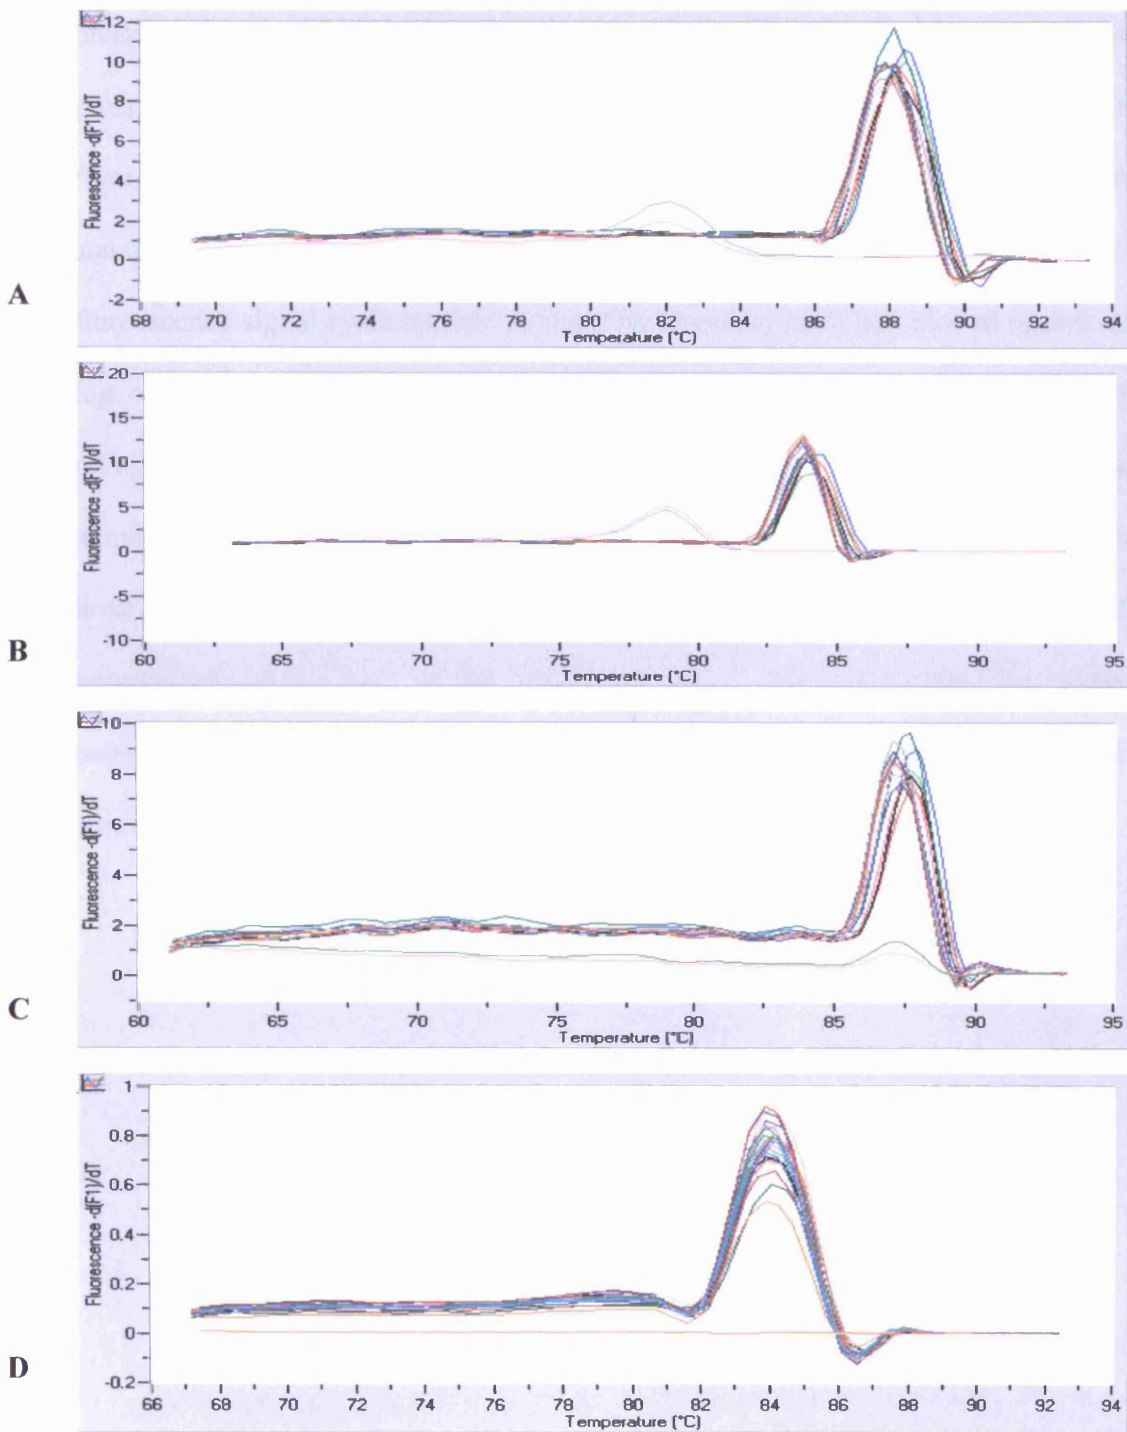 12
10
8
6
4
2
0
-2
Fluorescence -d(F1)/dT
68 70 72 74 76 78 80 82 84 86 88 90 92 94
Temperature (°C)
A
20
15
10
5
0
-5
-10
Fluorescence -d(F1)/dT
60 65 70 75 80 85 90 95
Temperature (°C)
B
10
8
6
4
2
0
Fluorescence -d(F1)/dT
60 65 70 75 80 85 90 95
Temperature (°C)
C
1
0.8
0.6
0.4
0.2
0
-0.2
Fluorescence -d(F1)/dT
66 68 70 72 74 76 78 80 82 84 86 88 90 92 94
Temperature (°C)
D